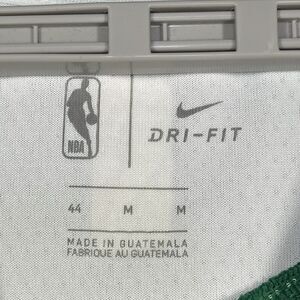 NBA
DRI-FIT
44 M M
MADE IN GUATEMALA
FABRIQUE AU GUATEMALA